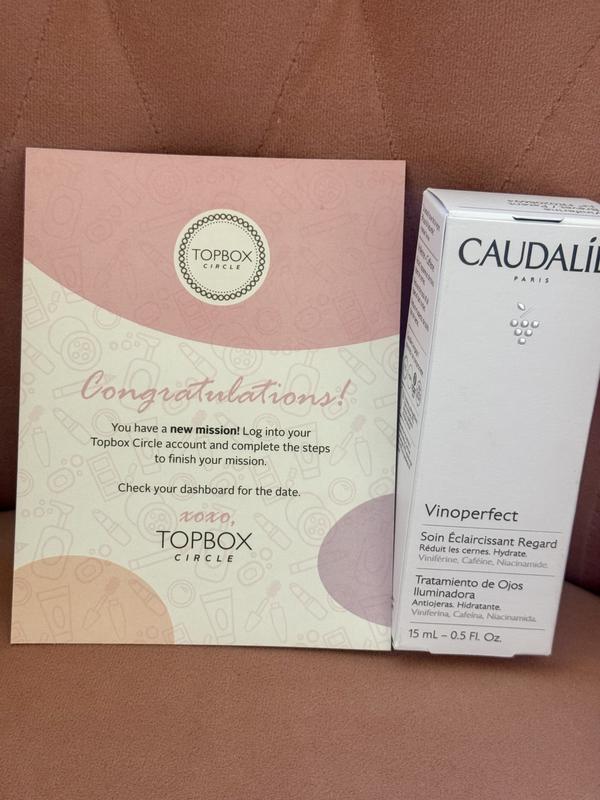 TOPBOX
CIRCLE
Congratulations!
You have a new mission! Log into your
Topbox Circle account and complete the steps
to finish your mission.
Check your dashboard for the date.
xoxo,
TOPBOX
CIRCLE
CAUDALÍE
PARIS
Vinoperfect
Soin Éclaircissant Regard
Réduit les cernes. Hydrate.
Viniférine, Caféine, Niacinamide.
Tratamiento de Ojos
Iluminadora
Antiojeras. Hidratante.
Viniferina, Cafeína, Niacinamida.
15 mL – 0.5 Fl. Oz.